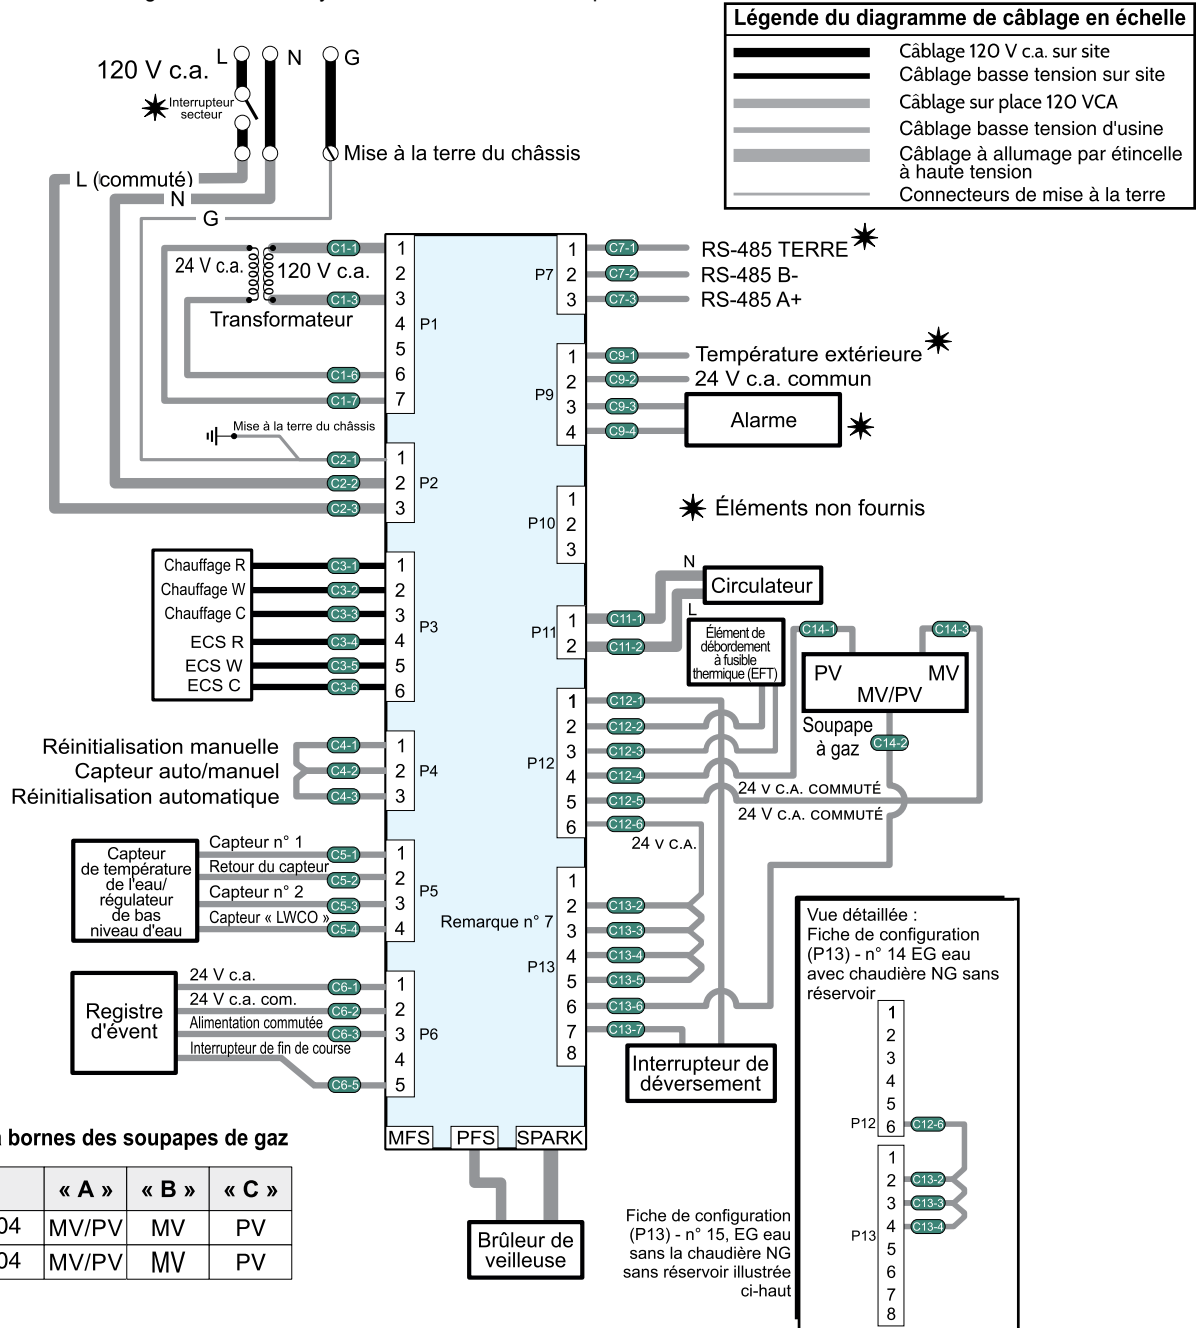 Légende du diagramme de câblage en échelle
Câblage 120 V c.a. sur site
Câblage basse tension sur site
Câblage sur place 120 VCA
Câblage basse tension d'usine
Câblage à allumage par étincelle
à haute tension
Connecteurs de mise à la terre
L
N
G
120 V c.a.
Interrupteur
secteur
Mise à la terre du châssis
L (commuté)
N
G
24 V c.a.
120 V c.a.
Transformateur
C1-1
C1-3
C1-6
C1-7
1
2
3
4
5
6
7
P1
Mise à la terre du châssis
C2-1
C2-2
C2-3
1
2
3
P2
Chauffage R
Chauffage W
Chauffage C
ECS R
ECS W
ECS C
C3-1
C3-2
C3-3
C3-4
C3-5
C3-6
1
2
3
4
5
6
P3
Réinitialisation manuelle
Capteur auto/manuel
Réinitialisation automatique
C4-1
C4-2
C4-3
1
2
3
P4
Capteur
de température
de l'eau/
régulateur
de bas
niveau d'eau
Capteur n° 1
Retour du capteur
Capteur n° 2
Capteur « LWCO »
C5-1
C5-2
C5-3
C5-4
1
2
3
4
P5
Registre
d'évent
24 V c.a.
24 V c.a. com.
Alimentation commutée
Interrupteur de fin de course
C6-1
C6-2
C6-3
C6-5
1
2
3
4
5
P6
MFS
PFS
SPARK
Brûleur de
veilleuse
P7
1
2
3
C7-1
C7-2
C7-3
RS-485 TERRE
RS-485 B-
RS-485 A+
P9
1
2
3
4
C9-1
C9-2
C9-3
C9-4
Température extérieure
24 V c.a. commun
Alarme
Éléments non fournis
P10
1
2
3
P11
1
2
C11-1
C11-2
N
L
Circulateur
Élément de
débordement
à fusible
thermique (EFT)
C14-1
C14-3
PV
MV
MV/PV
Soupape
à gaz
C14-2
P12
1
2
3
4
5
6
C12-1
C12-2
C12-3
C12-4
C12-5
C12-6
24 V C.A. COMMUTÉ
24 V C.A. COMMUTÉ
24 V C.A.
Remarque n° 7
P13
1
2
3
4
5
6
7
8
C13-2
C13-3
C13-4
C13-5
C13-6
C13-7
Interrupteur de
déversement
Vue détaillée :
Fiche de configuration
(P13) - n° 14 EG eau
avec chaudière NG sans
réservoir
1
2
3
4
5
6
P12
C12-6
1
2
3
4
5
6
7
8
P13
C13-2
C13-3
C13-4
Fiche de configuration
(P13) - n° 15, EG eau
sans la chaudière NG
sans réservoir illustrée
ci-haut
bornes des soupapes de gaz
« A » « B » « C »
04 MV/PV MV PV
04 MV/PV MV PV